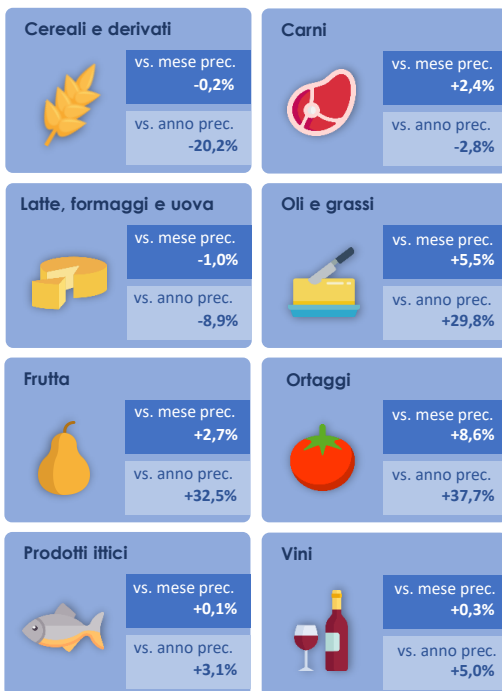 Cereali e derivati
vs. mese prec.
-0,2%
vs. anno prec.
-20,2%
Carni
vs. mese prec.
+2,4%
vs. anno prec.
-2,8%
Latte, formaggi e uova
vs. mese prec.
-1,0%
vs. anno prec.
-8,9%
Oli e grassi
vs. mese prec.
+5,5%
vs. anno prec.
+29,8%
Frutta
vs. mese prec.
+2,7%
vs. anno prec.
+32,5%
Ortaggi
vs. mese prec.
+8,6%
vs. anno prec.
+37,7%
Prodotti ittici
vs. mese prec.
+0,1%
vs. anno prec.
+3,1%
Vini
vs. mese prec.
+0,3%
vs. anno prec.
+5,0%